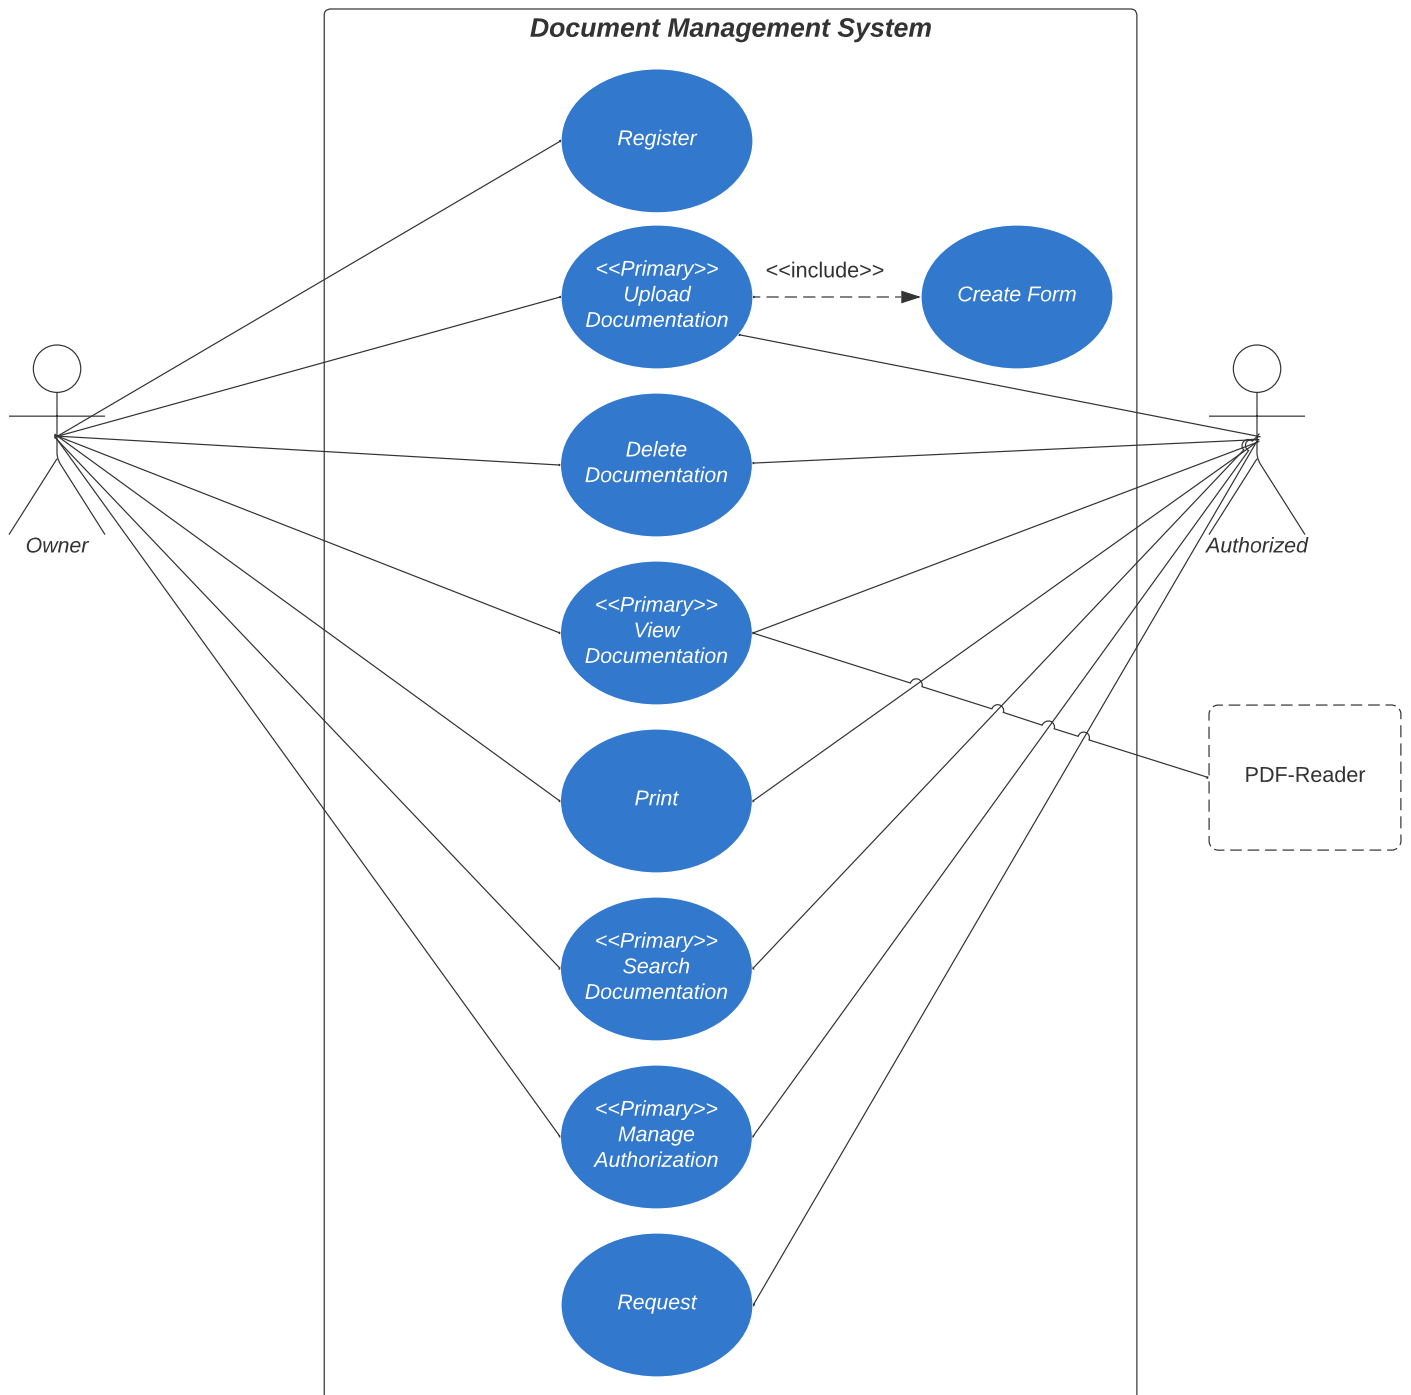 Document Management System
Register
<<Primary>>
Upload
Documentation
<<include>>
Create Form
Delete
Documentation
Owner
Authorized
<<Primary>>
View
Documentation
PDF-Reader
Print
<<Primary>>
Search
Documentation
<<Primary>>
Manage
Authorization
Request